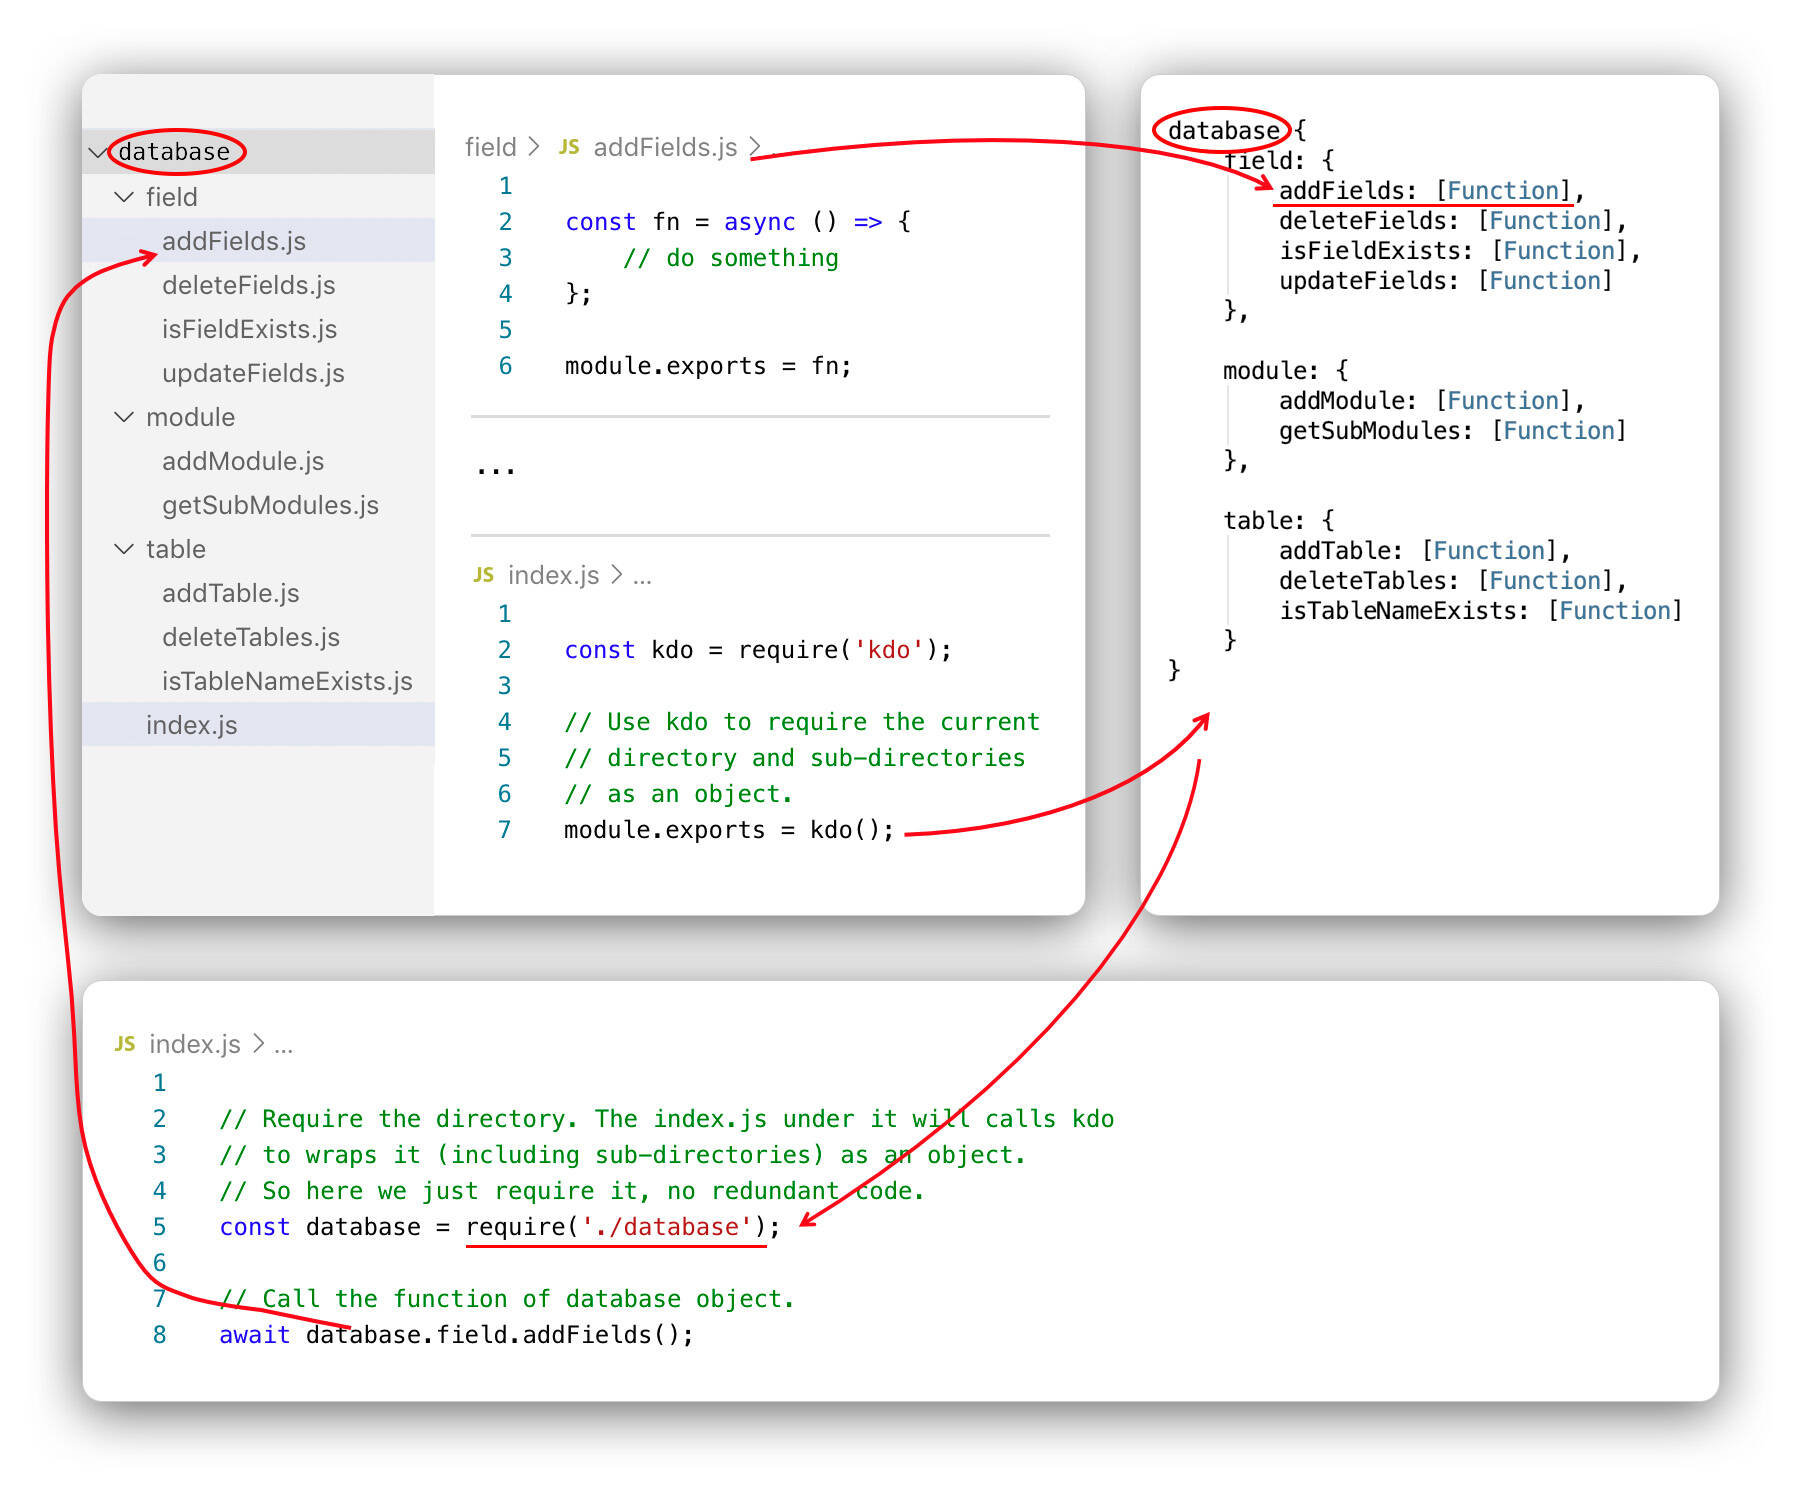 database
field
addFields.js
deleteFields.js
isFieldExists.js
updateFields.js
module
addModule.js
getSubModules.js
table
addTable.js
deleteTables.js
isTableNameExists.js
index.js
field > JS addFields.js > ..
1
2 const fn = async () => {
3 // do something
4 };
5
6 module.exports = fn;
...
JS index.js > ...
1
2 const kdo = require('kdo');
3
4 // Use kdo to require the current
5 // directory and sub-directories
6 // as an object.
7 module.exports = kdo();
database {
field: {
addFields: [Function],
deleteFields: [Function],
isFieldExists: [Function],
updateFields: [Function]
},
module: {
addModule: [Function],
getSubModules: [Function]
},
table: {
addTable: [Function],
deleteTables: [Function],
isTableNameExists: [Function]
}
}
JS index.js > ...
1
2 // Require the directory. The index.js under it will calls kdo
3 // to wraps it (including sub-directories) as an object.
4 // So here we just require it, no redundant code.
5 const database = require('./database');
6
7 // Call the function of database object.
8 await database.field.addFields();